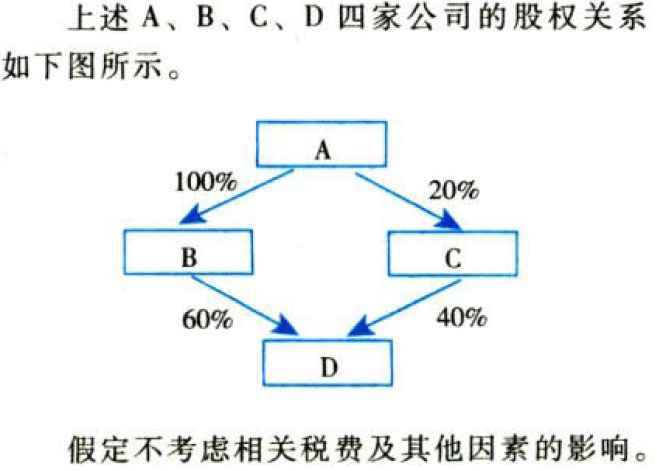 上述 A、B、C、D 四家公司的股权关系
如下图所示。
A
100%
20%
B
C
60%
40%
D
假定不考虑相关税费及其他因素的影响。